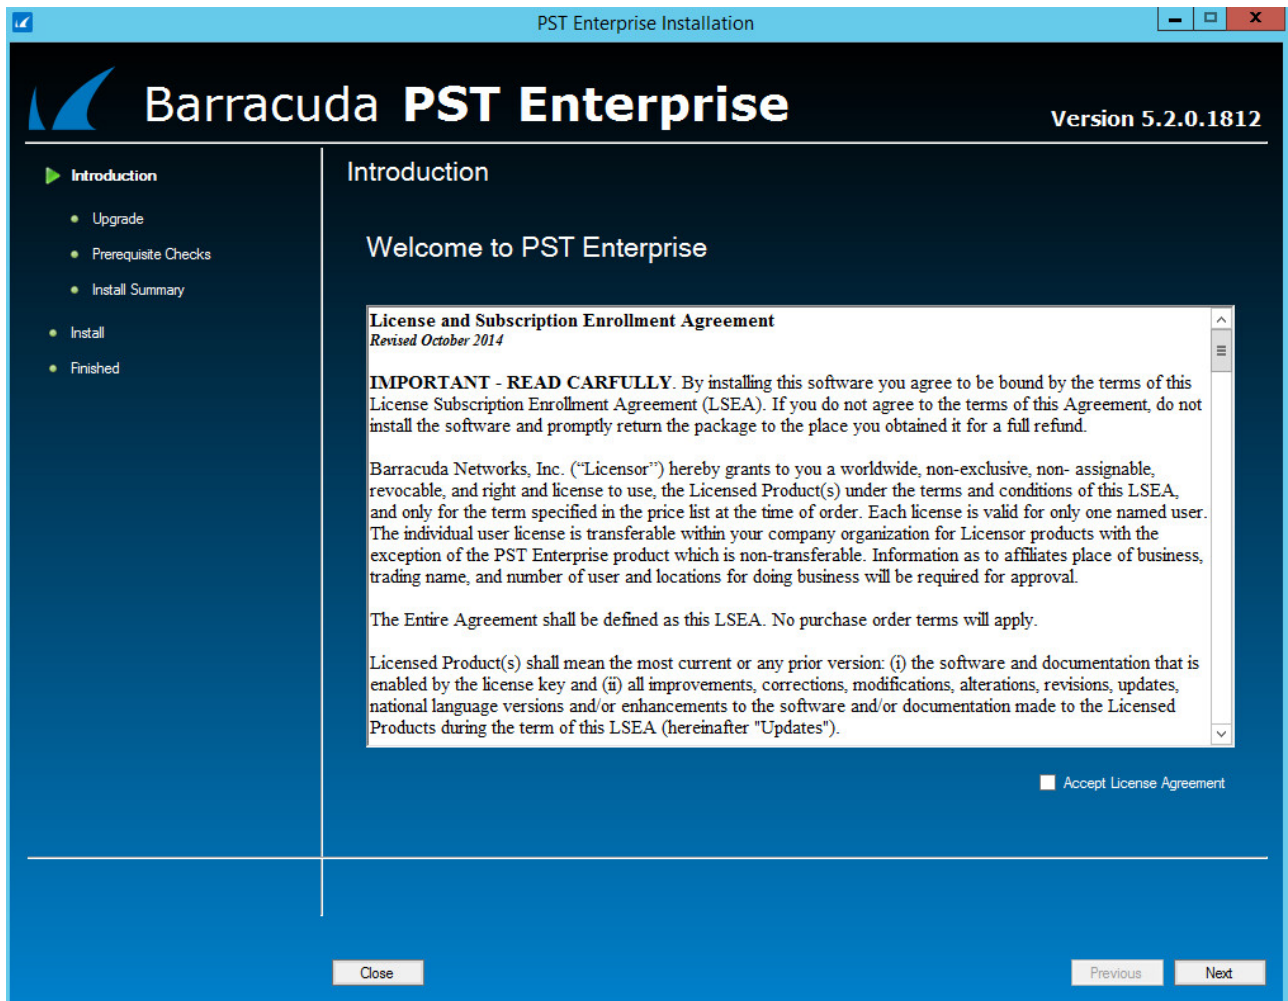 PST Enterprise Installation
Barracuda PST Enterprise
Version 5.2.0.1812
Introduction
Upgrade
Prerequisite Checks
Install Summary
Install
Finished
Introduction
Welcome to PST Enterprise
License and Subscription Enrollment Agreement
Revised October 2014
IMPORTANT - READ CARFULLY. By installing this software you agree to be bound by the terms of this
License Subscription Enrollment Agreement (LSEA). If you do not agree to the terms of this Agreement, do not
install the software and promptly return the package to the place you obtained it for a full refund.
Barracuda Networks, Inc. (“Licensor”) hereby grants to you a worldwide, non-exclusive, non- assignable,
revocable, and right and license to use, the Licensed Product(s) under the terms and conditions of this LSEA,
and only for the term specified in the price list at the time of order. Each license is valid for only one named user.
The individual user license is transferable within your company organization for Licensor products with the
exception of the PST Enterprise product which is non-transferable. Information as to affiliates place of business,
trading name, and number of user and locations for doing business will be required for approval.
The Entire Agreement shall be defined as this LSEA. No purchase order terms will apply.
Licensed Product(s) shall mean the most current or any prior version: (i) the software and documentation that is
enabled by the license key and (ii) all improvements, corrections, modifications, alterations, revisions, updates,
national language versions and/or enhancements to the software and/or documentation made to the Licensed
Products during the term of this LSEA (hereinafter "Updates").
Accept License Agreement
Close
Previous
Next